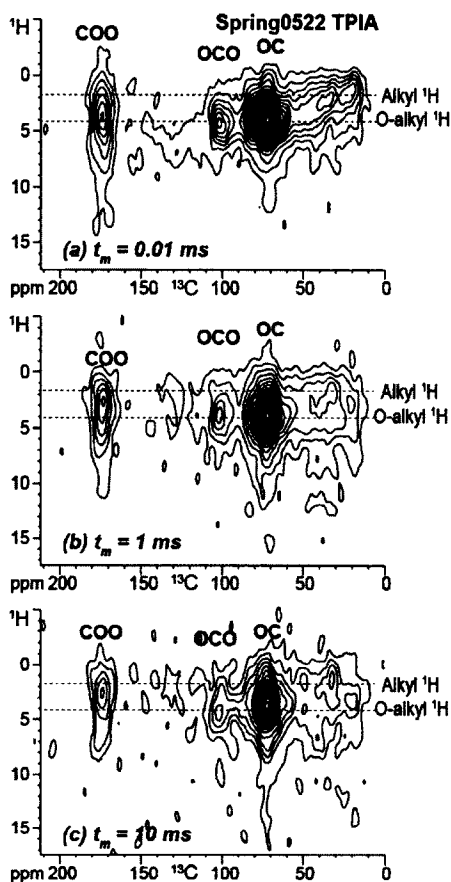 Spring0522 TPIA
¹H
COO
OCO
OC
0
Alkyl ¹H
O-alkyl ¹H
5
10
15
(a) tₘ = 0.01 ms
ppm 200 150 ¹³C 100 50 0
¹H
COO
OCO
OC
0
Alkyl ¹H
O-alkyl ¹H
5
10
15
(b) tₘ = 1 ms
ppm 200 150 ¹³C 100 50 0
¹H
COO
OCO
OC
0
Alkyl ¹H
O-alkyl ¹H
5
10
15
(c) tₘ = 10 ms
ppm 200 150 ¹³C 100 50 0